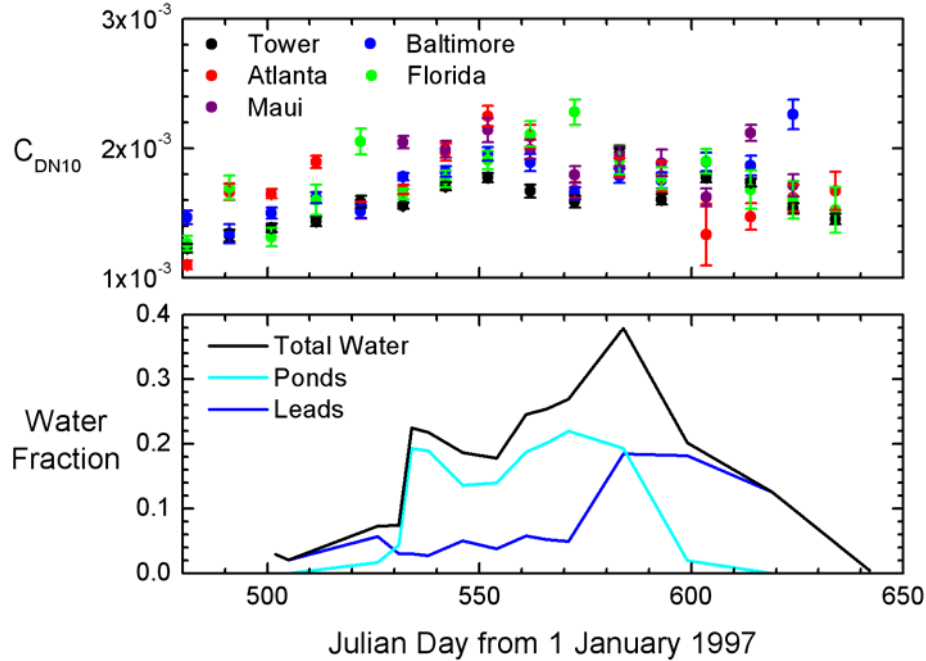 3x10⁻³
Tower Baltimore
Atlanta Florida
Maui
C_DN10
2x10⁻³
1x10⁻³
0.4
Total Water
Ponds
Leads
0.3
Water
Fraction
0.2
0.1
0.0
500 550 600 650
Julian Day from 1 January 1997